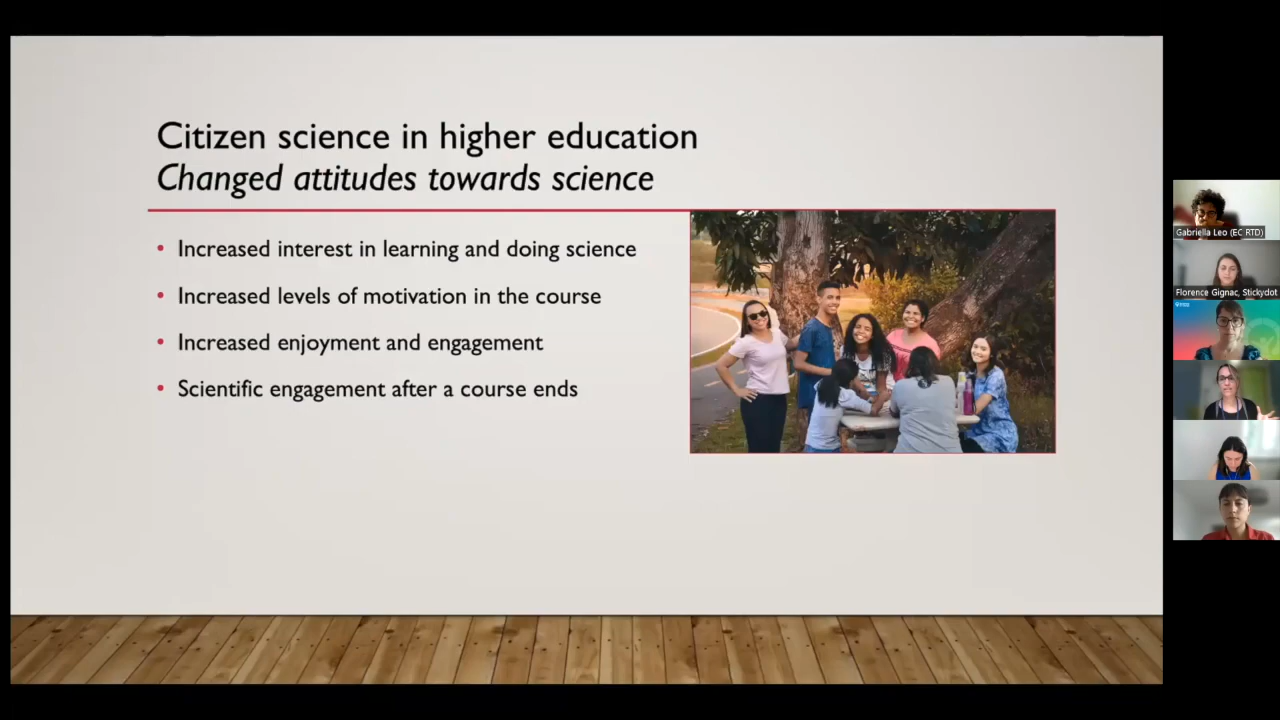 Citizen science in higher education
Changed attitudes towards science
• Increased interest in learning and doing science
• Increased levels of motivation in the course
• Increased enjoyment and engagement
• Scientific engagement after a course ends
Gabriella Leo (EC RTD)
Florence Gignac, Stickydot